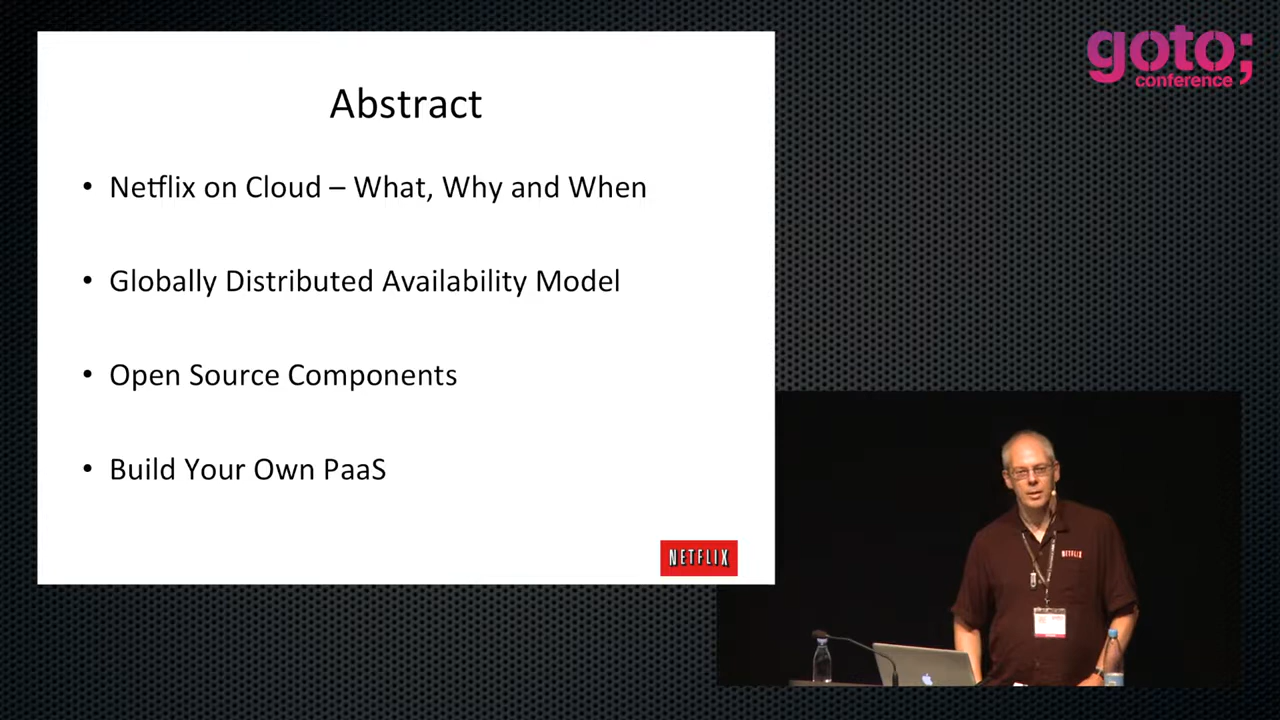 goto;
conference
Abstract
• Netflix on Cloud – What, Why and When
• Globally Distributed Availability Model
• Open Source Components
• Build Your Own PaaS
NETFLIX
NETFLIX